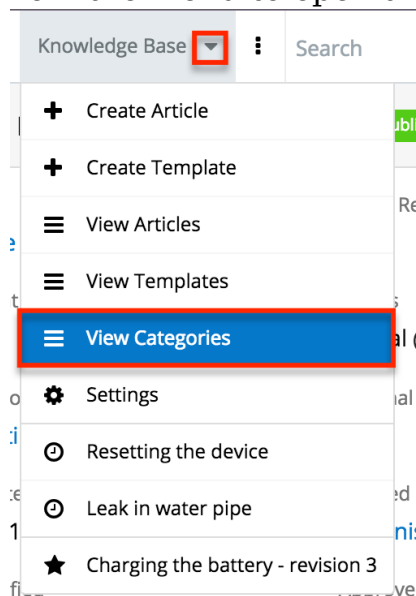 Knowledge Base
Search
Create Article
Create Template
View Articles
View Templates
View Categories
Settings
Resetting the device
Leak in water pipe
Charging the battery - revision 3